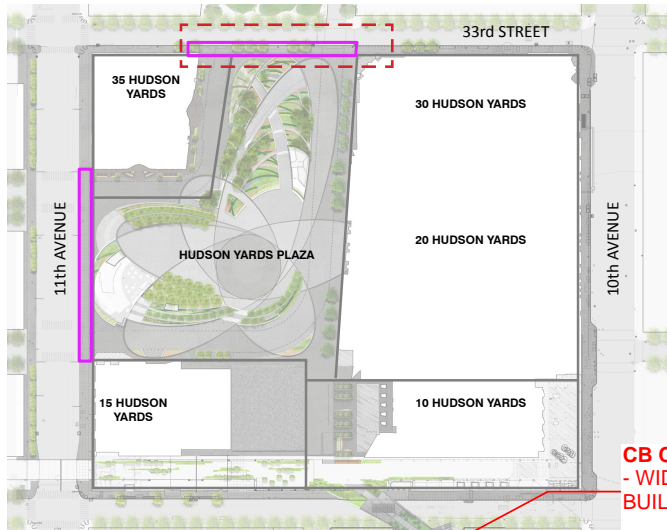 33rd STREET
35 HUDSON
YARDS
30 HUDSON YARDS
11th AVENUE
HUDSON YARDS PLAZA
20 HUDSON YARDS
10th AVENUE
15 HUDSON
YARDS
10 HUDSON YARDS
CB
- WID
BUIL